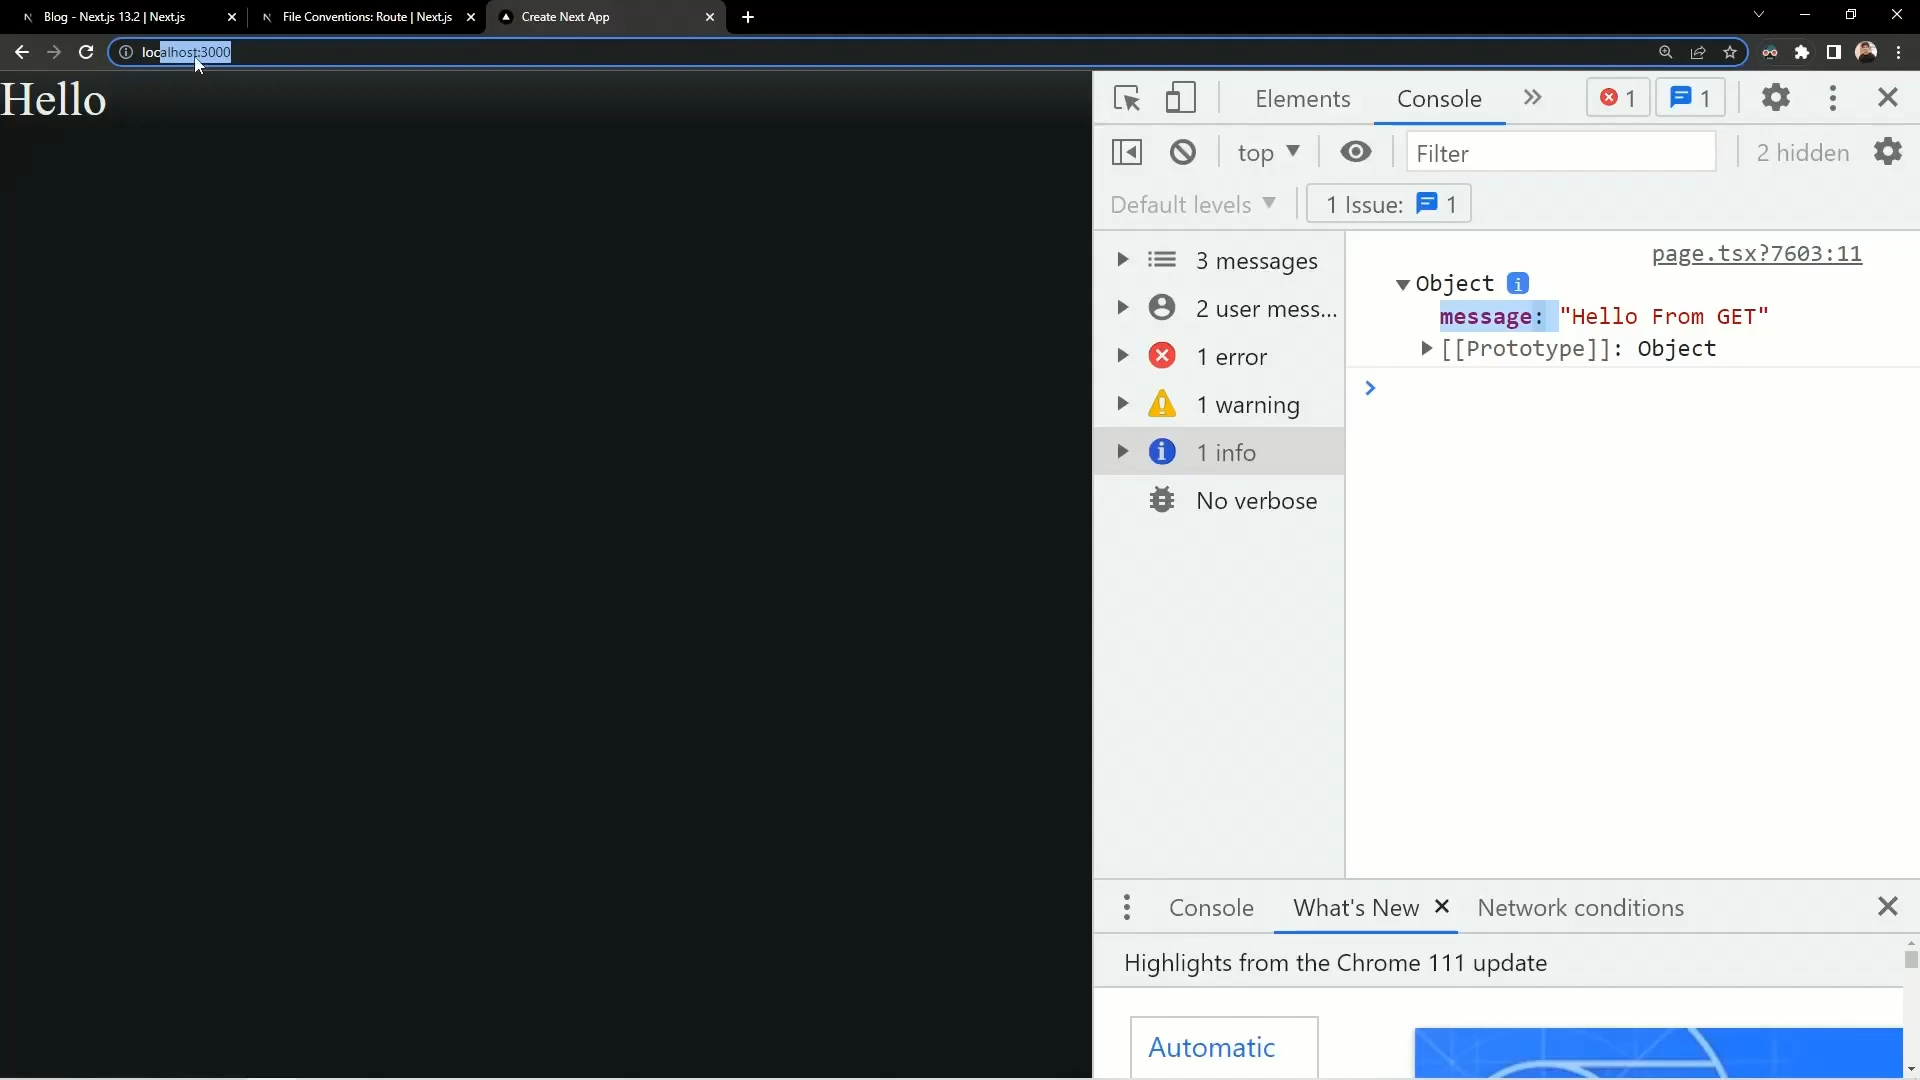 Blog - Next.js 13.2 | Next.js
File Conventions: Route | Next.js
Create Next App
localhost:3000
Hello
Elements
Console
1
1
top
Filter
2 hidden
Default levels
1 Issue:
1
3 messages
2 user mess...
1 error
1 warning
1 info
No verbose
page.tsx?7603:11
Object
message: "Hello From GET"
[[Prototype]]: Object
Console
What's New
Network conditions
Highlights from the Chrome 111 update
Automatic